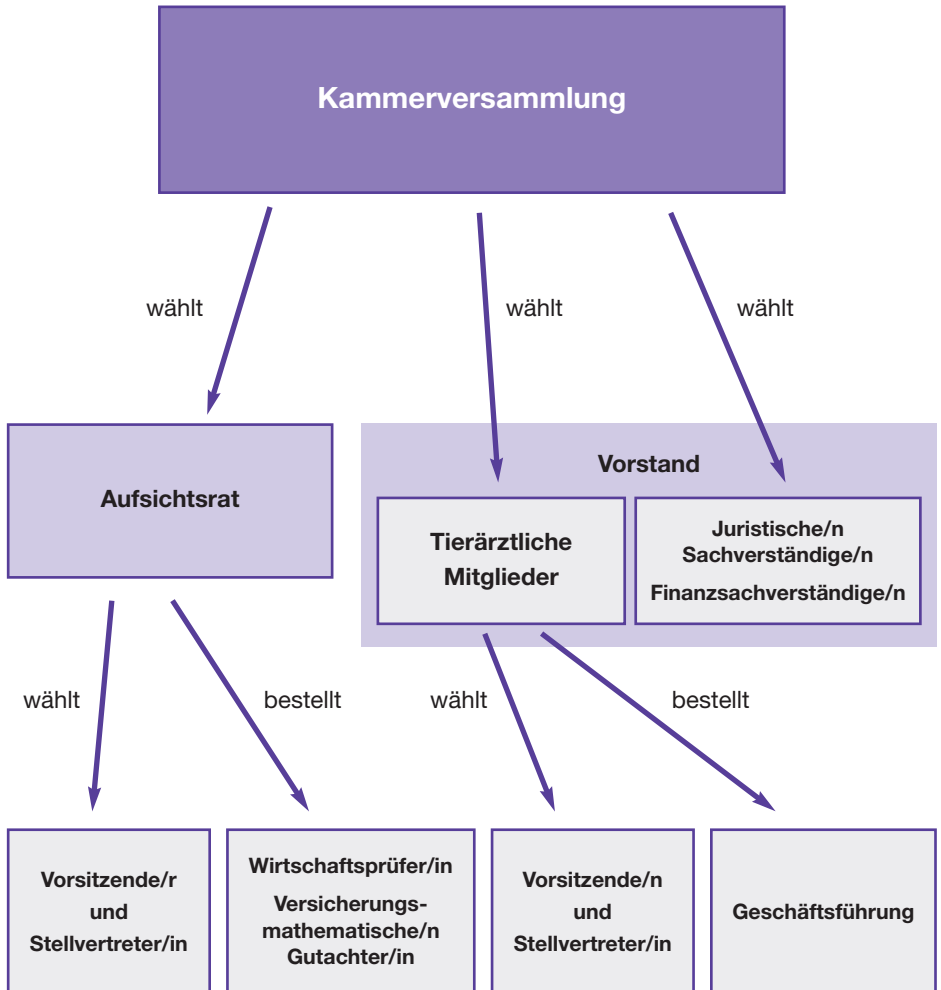 Kammerversammlung
wählt
wählt
wählt
Aufsichtsrat
Vorstand
Tierärztliche
Mitglieder
Juristische/n
Sachverständige/n
Finanzsachverständige/n
wählt
bestellt
wählt
bestellt
Vorsitzende/r
und
Stellvertreter/in
Wirtschaftsprüfer/in
Versicherungs-
mathematische/n
Gutachter/in
Vorsitzende/n
und
Stellvertreter/in
Geschäftsführung